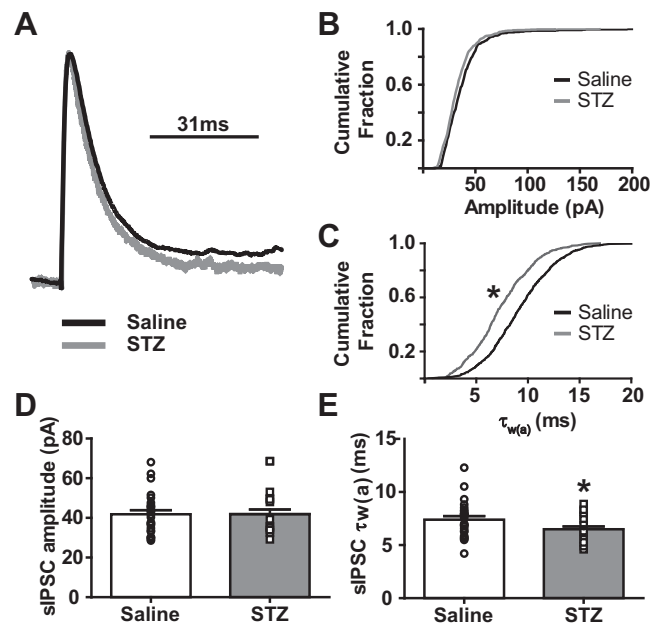 A
31ms
Saline
STZ
B
Cumulative
Fraction
1.0
0.6
0.2
Saline
STZ
50
100
150
200
Amplitude (pA)
C
Cumulative
Fraction
1.0
0.6
0.2
*
Saline
STZ
5
10
15
20
τw(a) (ms)
D
sIPSC amplitude (pA)
80
60
40
20
0
Saline
STZ
E
sIPSC τw(a) (ms)
15
10
5
0
*
Saline
STZ